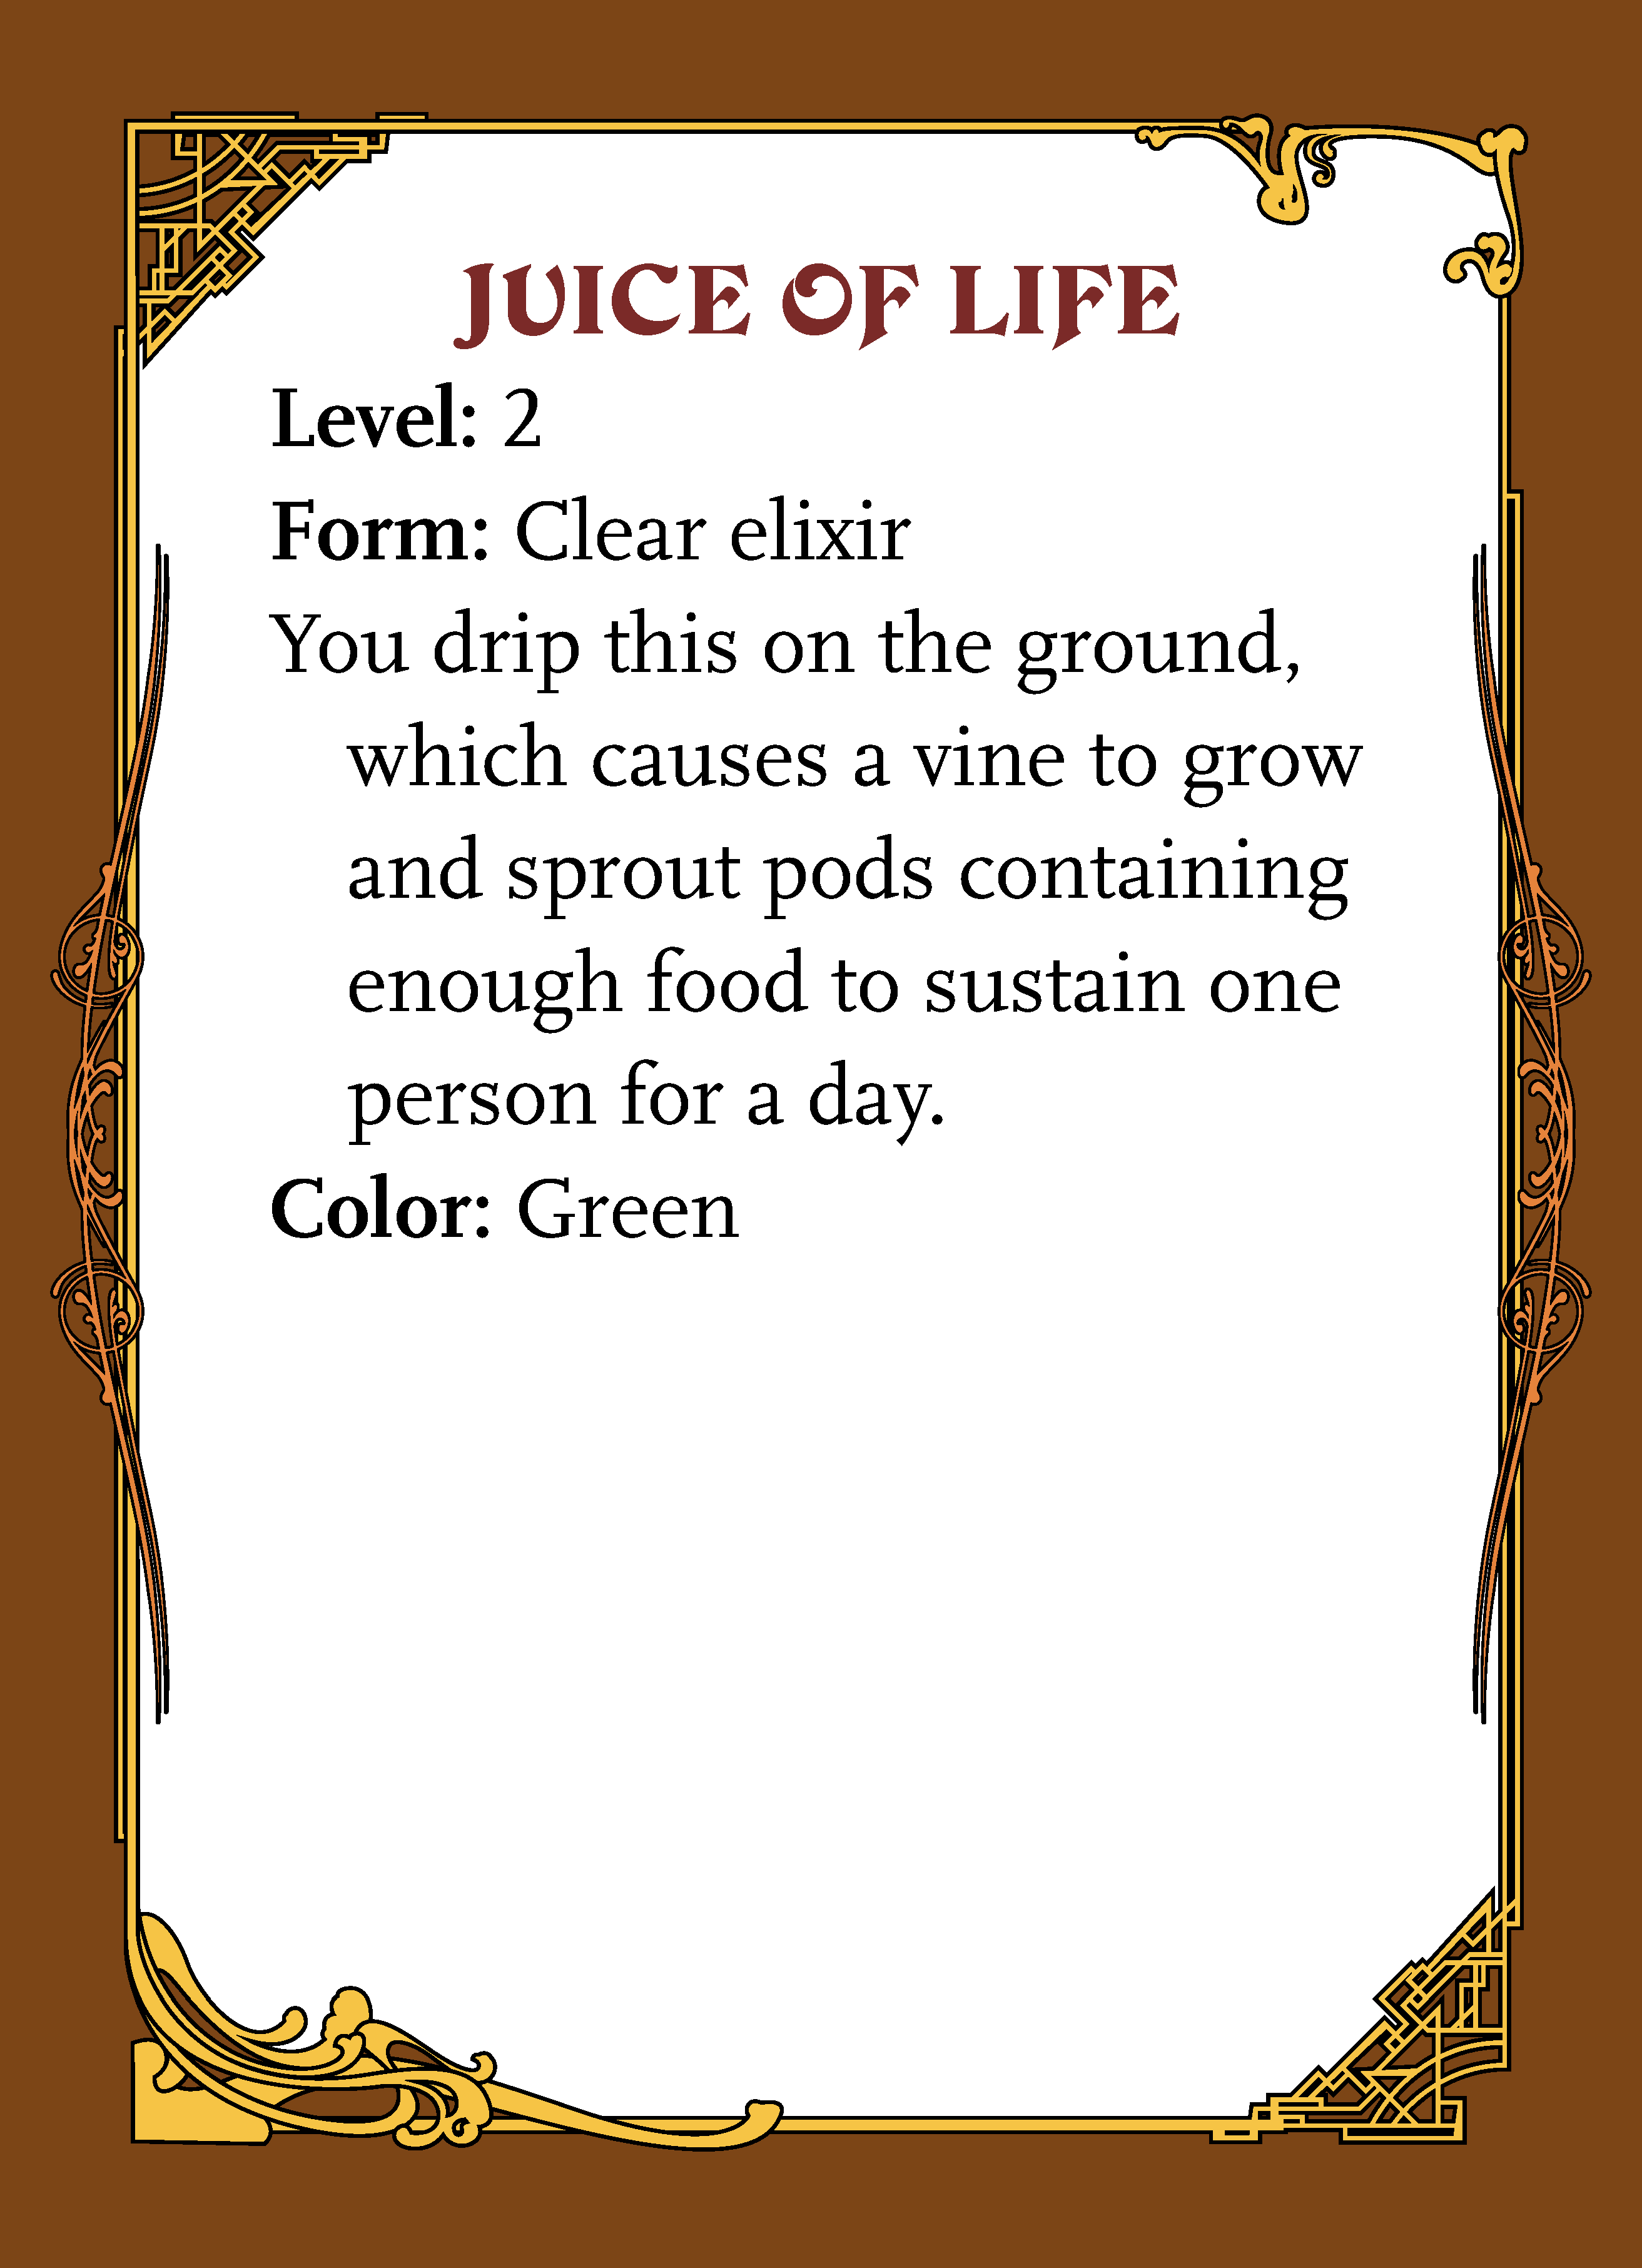 JUICE OF LIFE
Level: 2
Form: Clear elixir
You drip this on the ground,
which causes a vine to grow
and sprout pods containing
enough food to sustain one
person for a day.
Color: Green